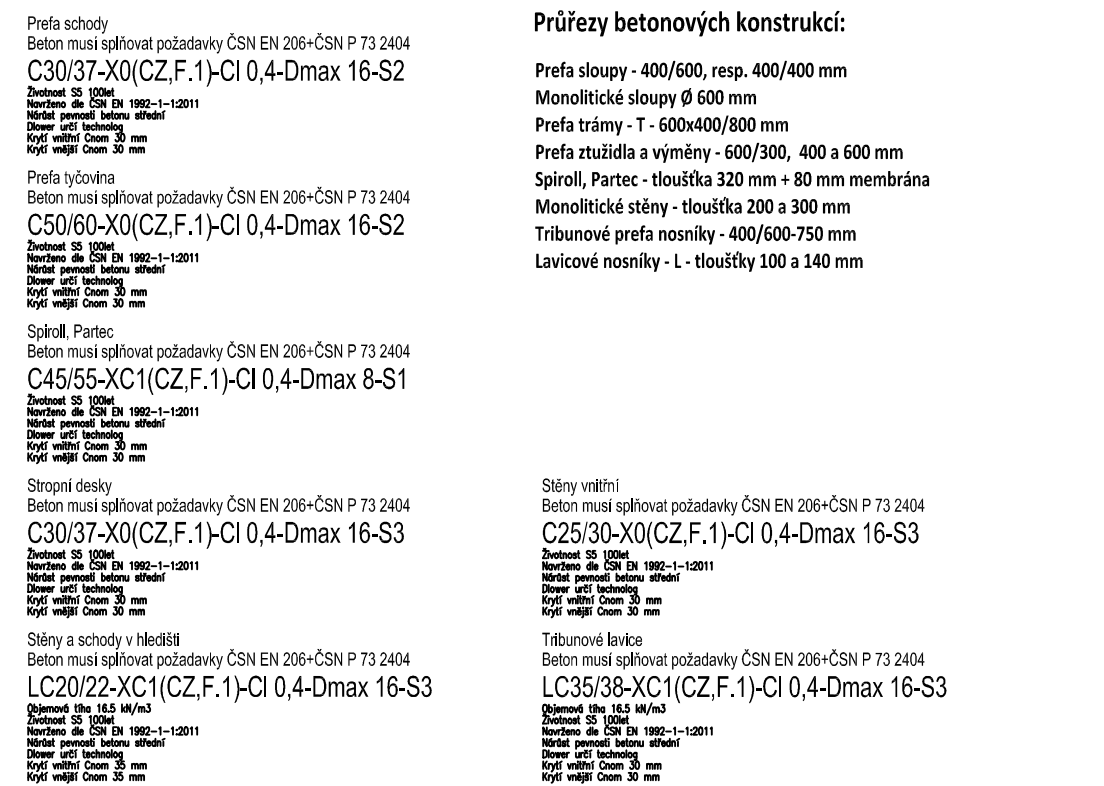 Prefa schody
Beton musí splňovat požadavky ČSN EN 206+ČSN P 73 2404
C30/37-X0(CZ,F.1)-Cl 0,4-Dmax 16-S2
Životnost S5 100let
Navrženo dle ČSN EN 1992-1-1:2011
Nárůst pevnosti betonu střední
Dlower určí technolog
Krytí vnitřní Cnom 30 mm
Krytí vnější Cnom 30 mm
Prefa tyčovina
Beton musí splňovat požadavky ČSN EN 206+ČSN P 73 2404
C50/60-X0(CZ,F.1)-Cl 0,4-Dmax 16-S2
Životnost S5 100let
Navrženo dle ČSN EN 1992-1-1:2011
Nárůst pevnosti betonu střední
Dlower určí technolog
Krytí vnitřní Cnom 30 mm
Krytí vnější Cnom 30 mm
Spiroll, Partec
Beton musí splňovat požadavky ČSN EN 206+ČSN P 73 2404
C45/55-XC1(CZ,F.1)-Cl 0,4-Dmax 8-S1
Životnost S5 100let
Navrženo dle ČSN EN 1992-1-1:2011
Nárůst pevnosti betonu střední
Dlower určí technolog
Krytí vnitřní Cnom 30 mm
Krytí vnější Cnom 30 mm
Stropní desky
Beton musí splňovat požadavky ČSN EN 206+ČSN P 73 2404
C30/37-X0(CZ,F.1)-Cl 0,4-Dmax 16-S3
Životnost S5 100let
Navrženo dle ČSN EN 1992-1-1:2011
Nárůst pevnosti betonu střední
Dlower určí technolog
Krytí vnitřní Cnom 30 mm
Krytí vnější Cnom 30 mm
Stěny a schody v hledišti
Beton musí splňovat požadavky ČSN EN 206+ČSN P 73 2404
LC20/22-XC1(CZ,F.1)-Cl 0,4-Dmax 16-S3
Objemová tíha 16.5 kN/m3
Životnost S5 100let
Navrženo dle ČSN EN 1992-1-1:2011
Nárůst pevnosti betonu střední
Dlower určí technolog
Krytí vnitřní Cnom 35 mm
Krytí vnější Cnom 35 mm
Průřezy betonových konstrukcí:
Prefa sloupy - 400/600, resp. 400/400 mm
Monolitické sloupy Ø 600 mm
Prefa trámy - T - 600x400/800 mm
Prefa ztužidla a výměny - 600/300, 400 a 600 mm
Spiroll, Partec - tloušťka 320 mm + 80 mm membrána
Monolitické stěny - tloušťka 200 a 300 mm
Tribunové prefa nosníky - 400/600-750 mm
Lavicové nosníky - L - tloušťky 100 a 140 mm
Stěny vnitřní
Beton musí splňovat požadavky ČSN EN 206+ČSN P 73 2404
C25/30-X0(CZ,F.1)-Cl 0,4-Dmax 16-S3
Životnost S5 100let
Navrženo dle ČSN EN 1992-1-1:2011
Nárůst pevnosti betonu střední
Dlower určí technolog
Krytí vnitřní Cnom 30 mm
Krytí vnější Cnom 30 mm
Tribunové lavice
Beton musí splňovat požadavky ČSN EN 206+ČSN P 73 2404
LC35/38-XC1(CZ,F.1)-Cl 0,4-Dmax 16-S3
Objemová tíha 16.5 kN/m3
Životnost S5 100let
Navrženo dle ČSN EN 1992-1-1:2011
Nárůst pevnosti betonu střední
Dlower určí technolog
Krytí vnitřní Cnom 30 mm
Krytí vnější Cnom 30 mm